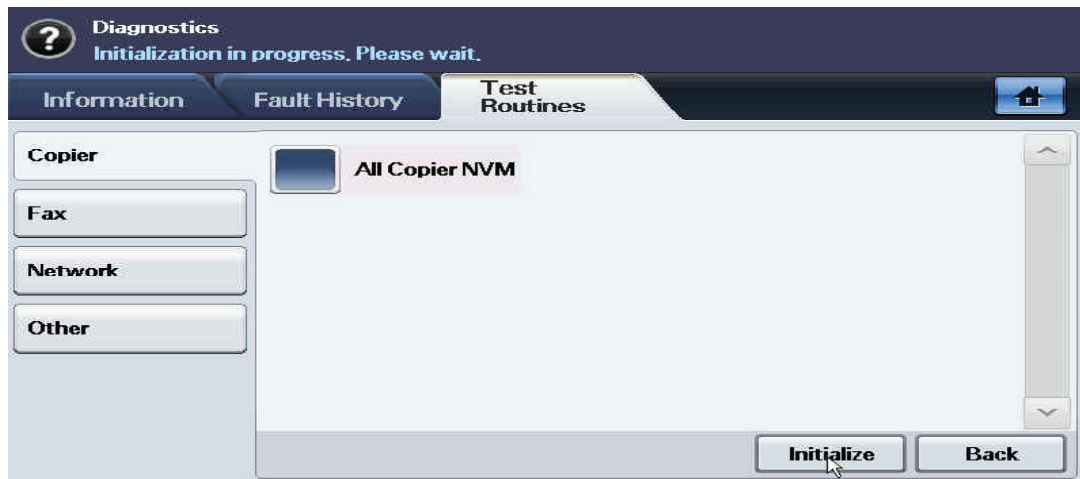 Diagnostics
Initialization in progress. Please wait.
Information
Fault History
Test
Routines
Copier
All Copier NVM
Fax
Network
Other
Initialize
Back